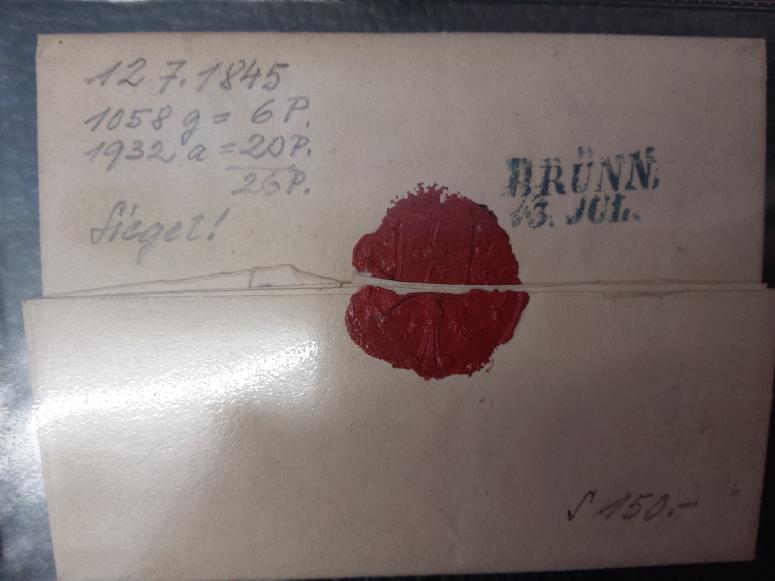 12.7.1845
1058 g = 6 P.
1932 a = 20 P.
26 P.
Siegel!
BRÜNN.
13. JUL.
S 150.-